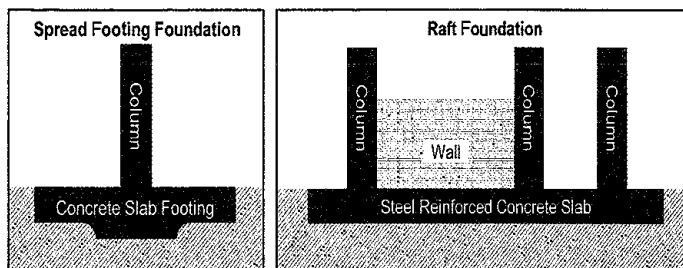 Spread Footing Foundation
Column
Concrete Slab Footing
Raft Foundation
Column
Wall
Column
Column
Steel Reinforced Concrete Slab